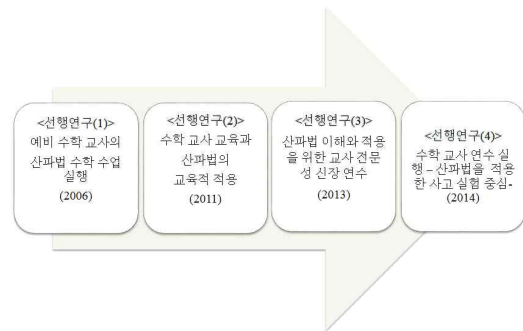 <선행연구(1)>
예비 수학 교사의
산파법 수학 수업
실행
(2006)
<선행연구(2)>
수학 교사 교육과
산파법의
교육적 적용
(2011)
<선행연구(3)>
산파법 이해와 적용
을 위한 교사 전문
성 신장 연수
(2013)
<선행연구(4)>
수학 교사 연수 실
행 – 산파법을 적용
한 사고 실험 중심-
(2014)